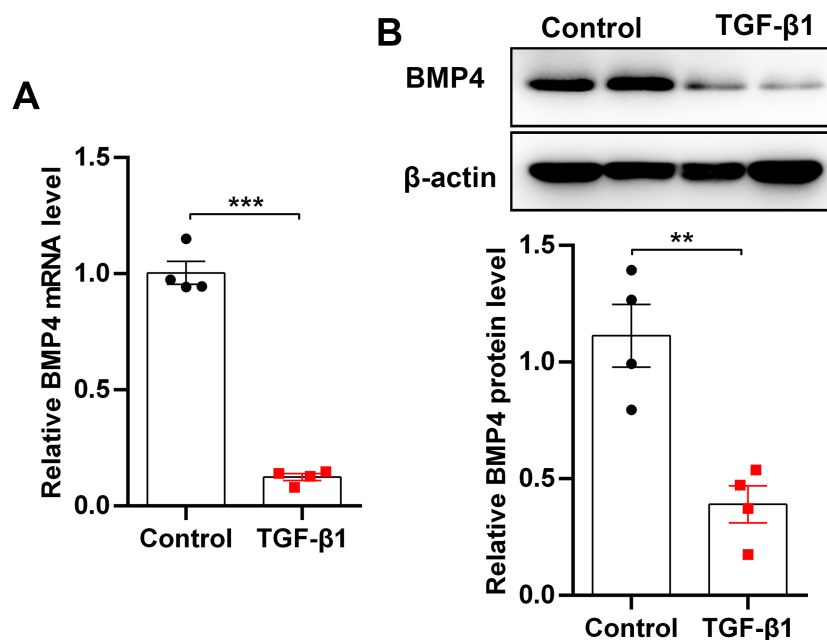 A
Relative BMP4 mRNA level
1.5
1.0
0.5
0.0
***
Control TGF-β1
B
Control TGF-β1
BMP4
β-actin
Relative BMP4 protein level
1.5
1.0
0.5
0.0
**
Control TGF-β1